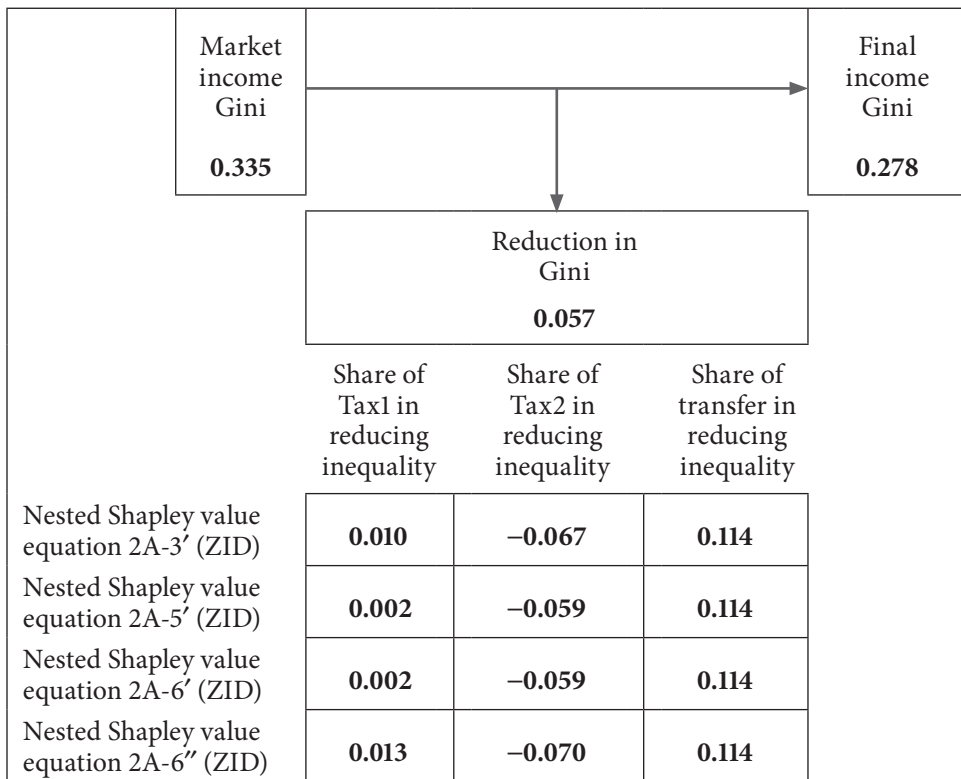 Market
income
Gini
0.335
Final
income
Gini
0.278
Reduction in
Gini
0.057
Share of
Tax1 in
reducing
inequality
Share of
Tax2 in
reducing
inequality
Share of
transfer in
reducing
inequality
Nested Shapley value
equation 2A-3′ (ZID)
0.010
−0.067
0.114
Nested Shapley value
equation 2A-5′ (ZID)
0.002
−0.059
0.114
Nested Shapley value
equation 2A-6′ (ZID)
0.002
−0.059
0.114
Nested Shapley value
equation 2A-6″ (ZID)
0.013
−0.070
0.114